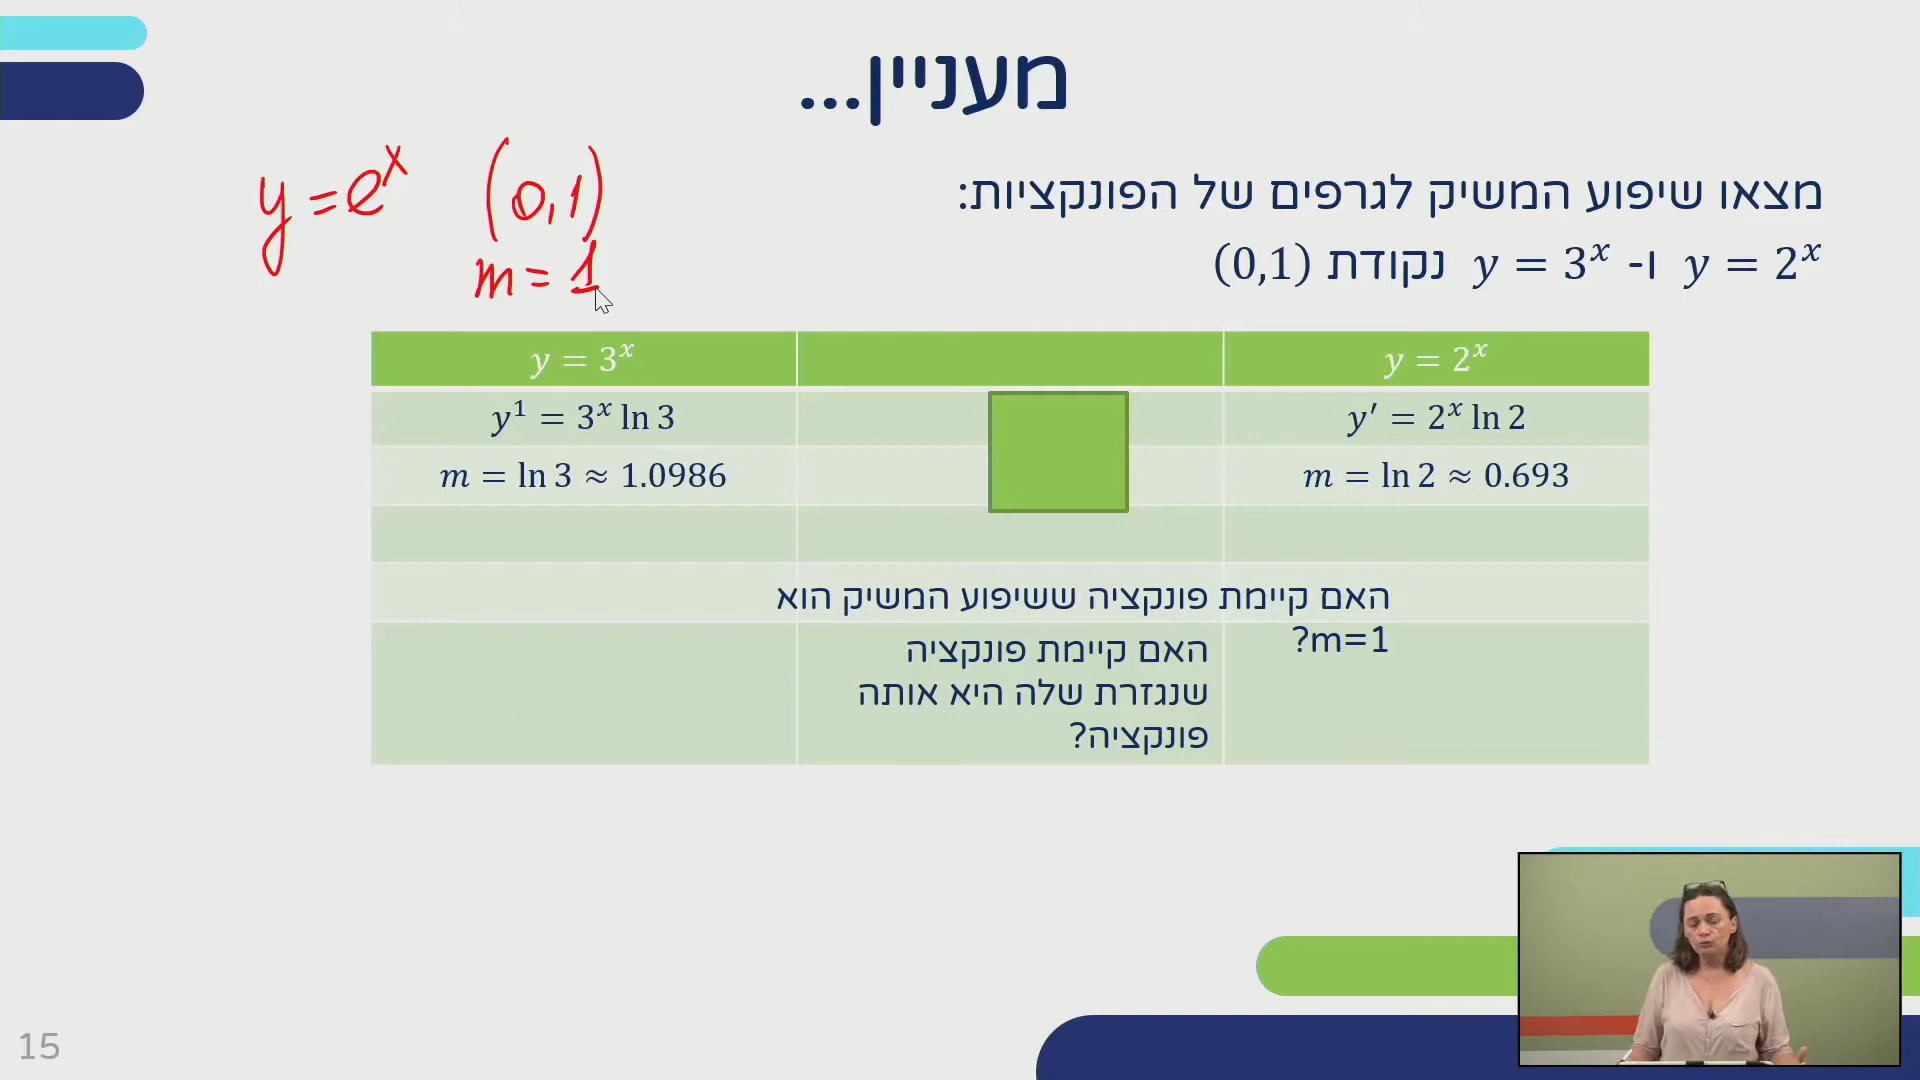 מעניין...
y = e^x (0,1)
m = 1
מצאו שיפוע המשיק לגרפים של הפונקציות:
y = 2^x ו- y = 3^x נקודת (0,1)
y = 3^x y = 2^x
y^1 = 3^x ln 3 y′ = 2^x ln 2
m = ln 3 ≈ 1.0986 m = ln 2 ≈ 0.693
האם קיימת פונקציה ששיפוע המשיק הוא
m=1?
האם קיימת פונקציה
שנגזרת שלה היא אותה
פונקציה?
15